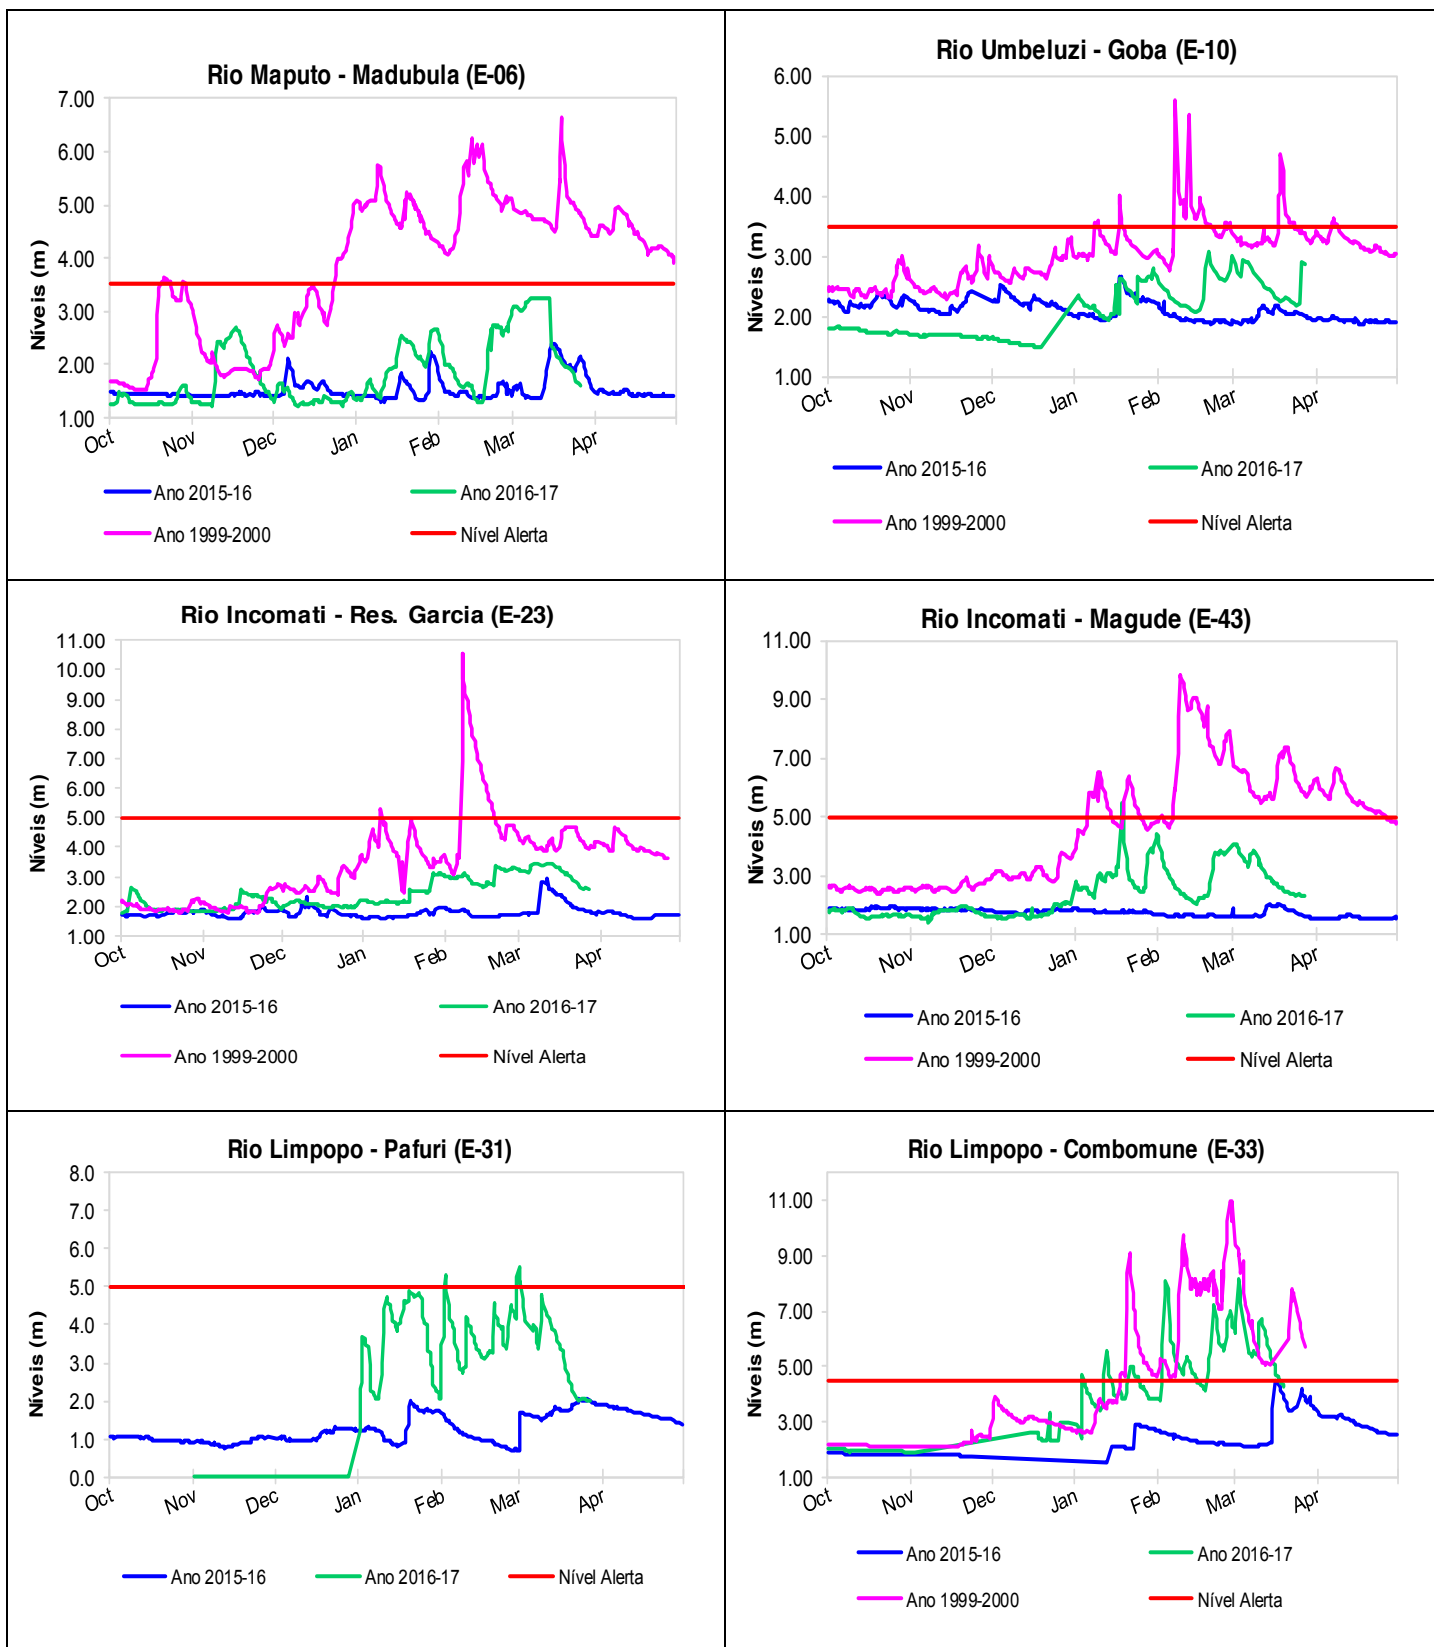 Rio Maputo - Madubula (E-06)
Níveis (m)
7.00
6.00
5.00
4.00
3.00
2.00
1.00
Oct Nov Dec Jan Feb Mar Apr
Ano 2015-16 Ano 2016-17
Ano 1999-2000 Nível Alerta
Rio Umbeluzi - Goba (E-10)
Níveis (m)
6.00
5.00
4.00
3.00
2.00
1.00
Oct Nov Dec Jan Feb Mar Apr
Ano 2015-16 Ano 2016-17
Ano 1999-2000 Nível Alerta
Rio Incomati - Res. Garcia (E-23)
Níveis (m)
11.00
10.00
9.00
8.00
7.00
6.00
5.00
4.00
3.00
2.00
1.00
Oct Nov Dec Jan Feb Mar Apr
Ano 2015-16 Ano 2016-17
Ano 1999-2000 Nível Alerta
Rio Incomati - Magude (E-43)
Níveis (m)
11.00
9.00
7.00
5.00
3.00
1.00
Oct Nov Dec Jan Feb Mar Apr
Ano 2015-16 Ano 2016-17
Ano 1999-2000 Nível Alerta
Rio Limpopo - Pafuri (E-31)
Níveis (m)
8.0
7.0
6.0
5.0
4.0
3.0
2.0
1.0
0.0
Oct Nov Dec Jan Feb Mar Apr
Ano 2015-16 Ano 2016-17 Nível Alerta
Rio Limpopo - Combomune (E-33)
Níveis (m)
11.00
9.00
7.00
5.00
3.00
1.00
Oct Nov Dec Jan Feb Mar Apr
Ano 2015-16 Ano 2016-17
Ano 1999-2000 Nível Alerta